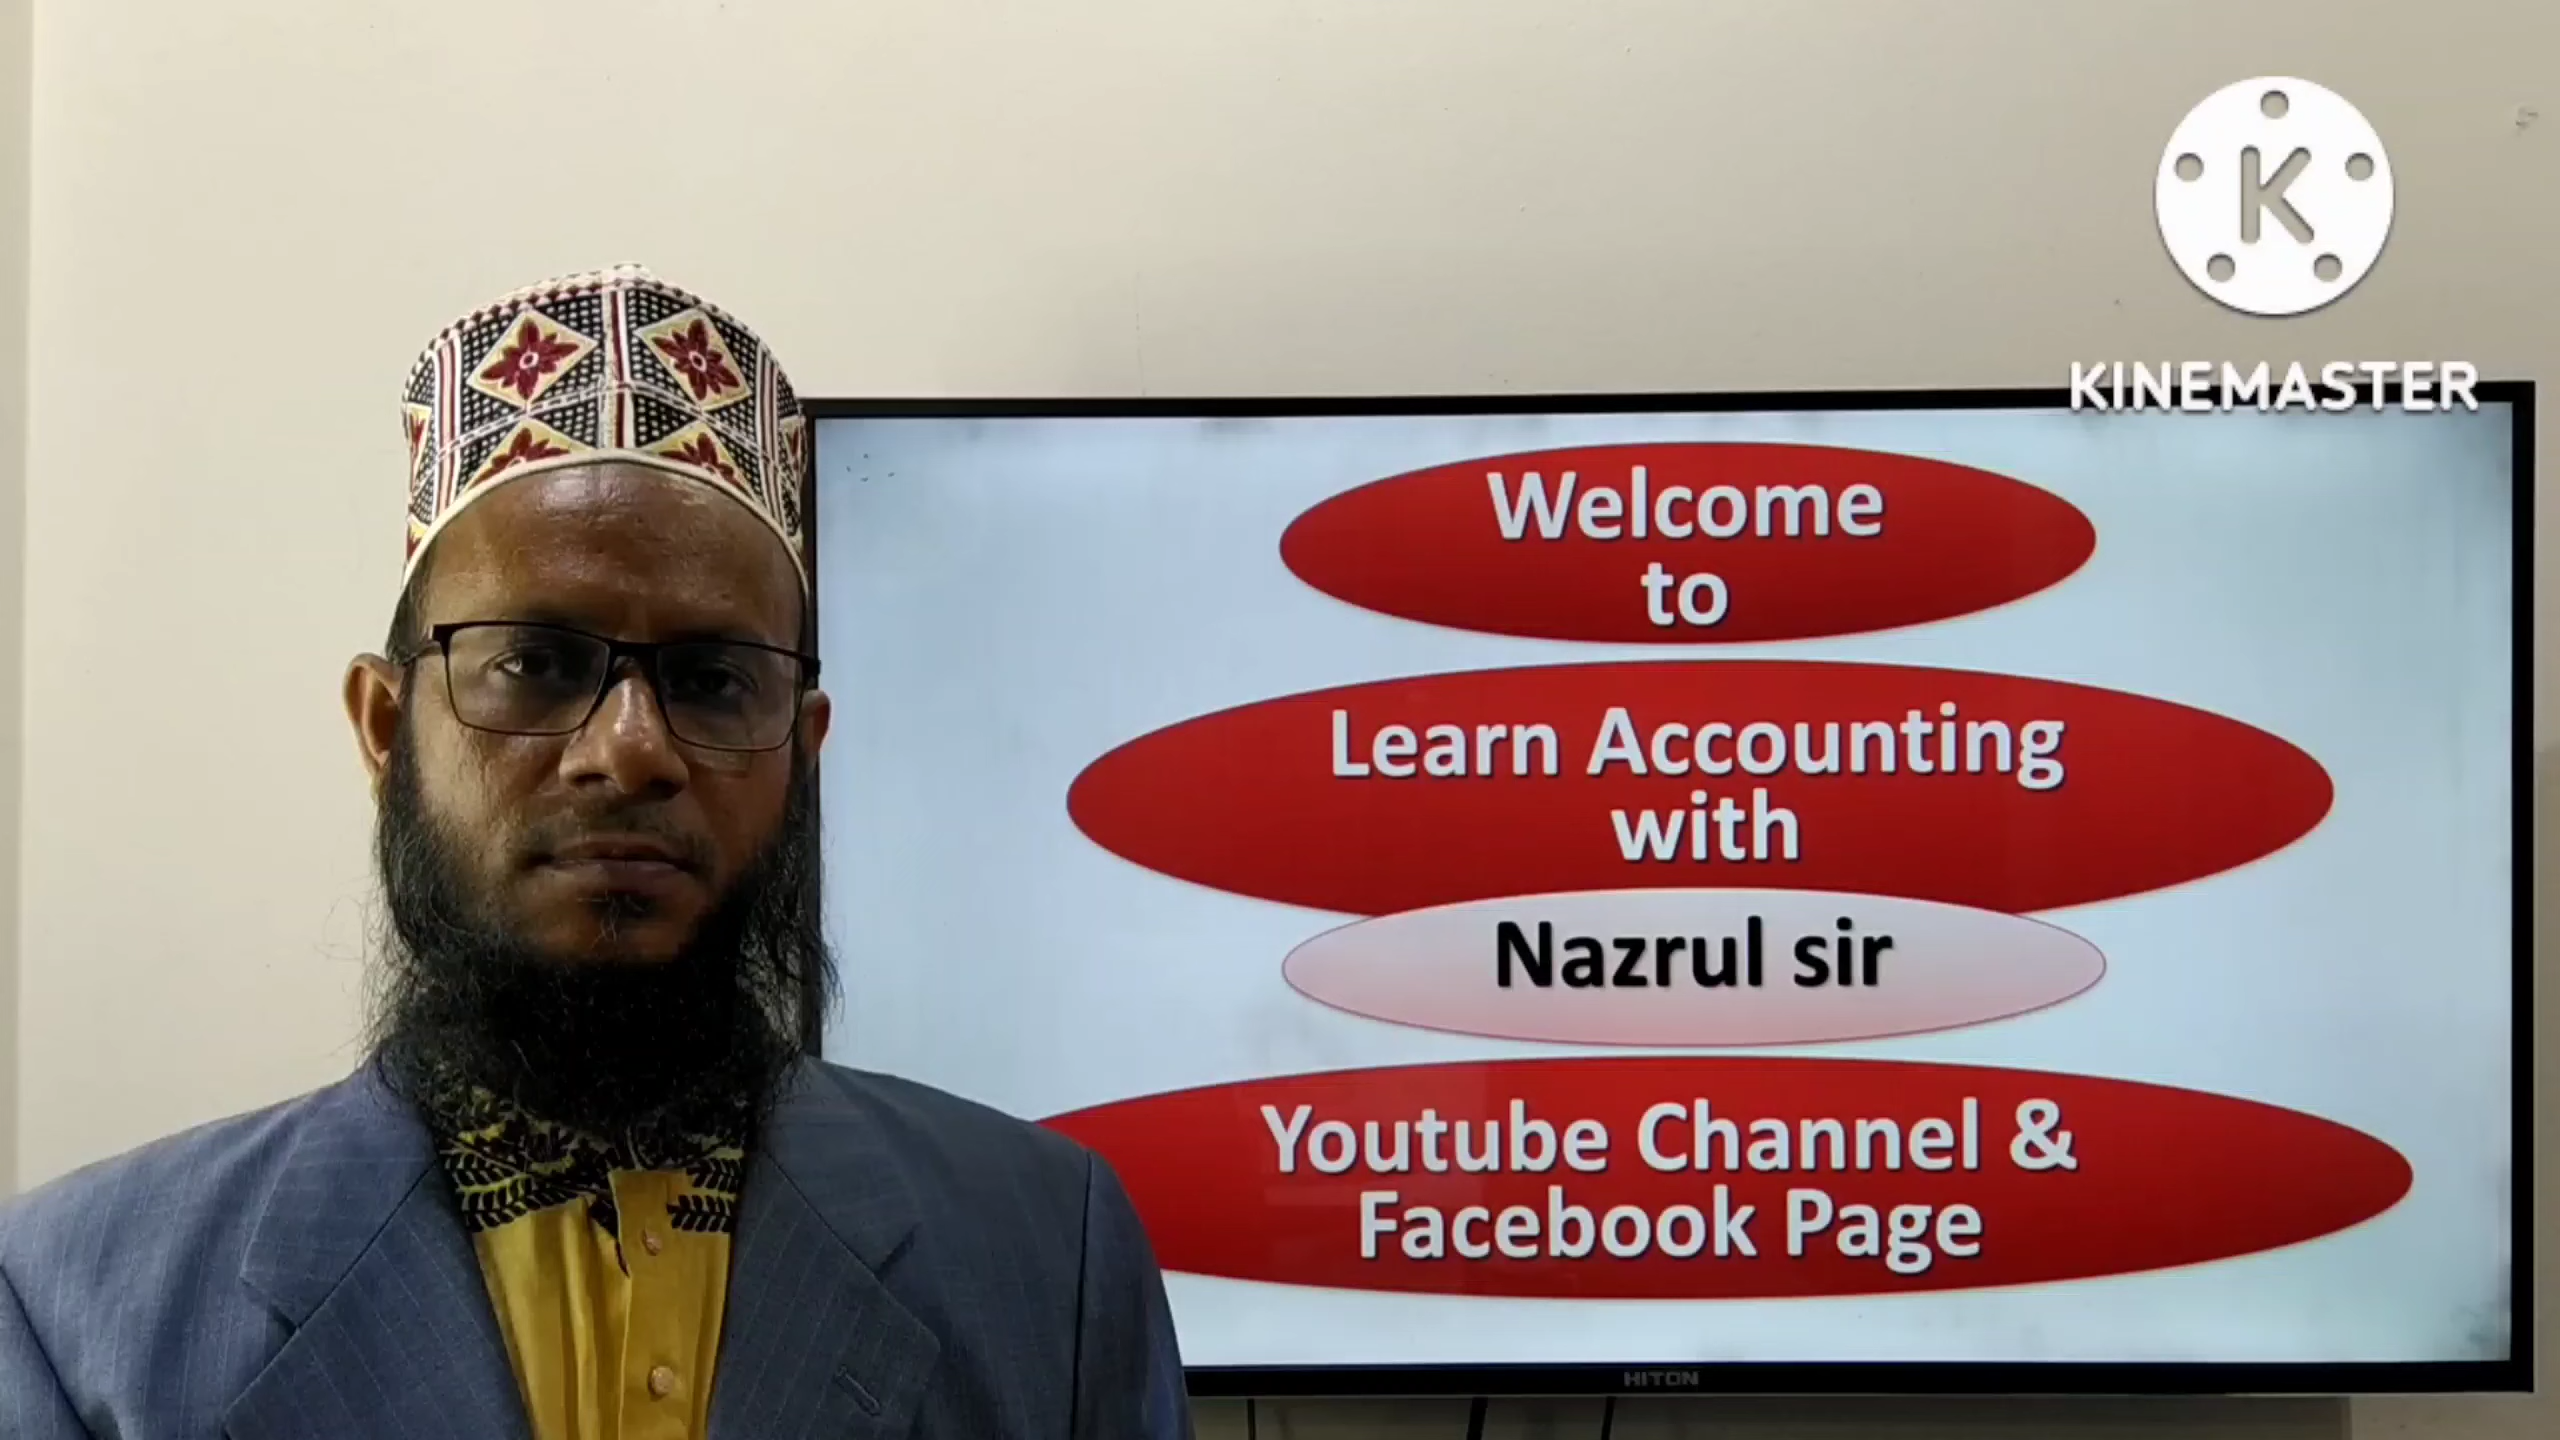 K
KINEMASTER
Welcome
to
Learn Accounting
with
Nazrul sir
Youtube Channel &
Facebook Page
HITON